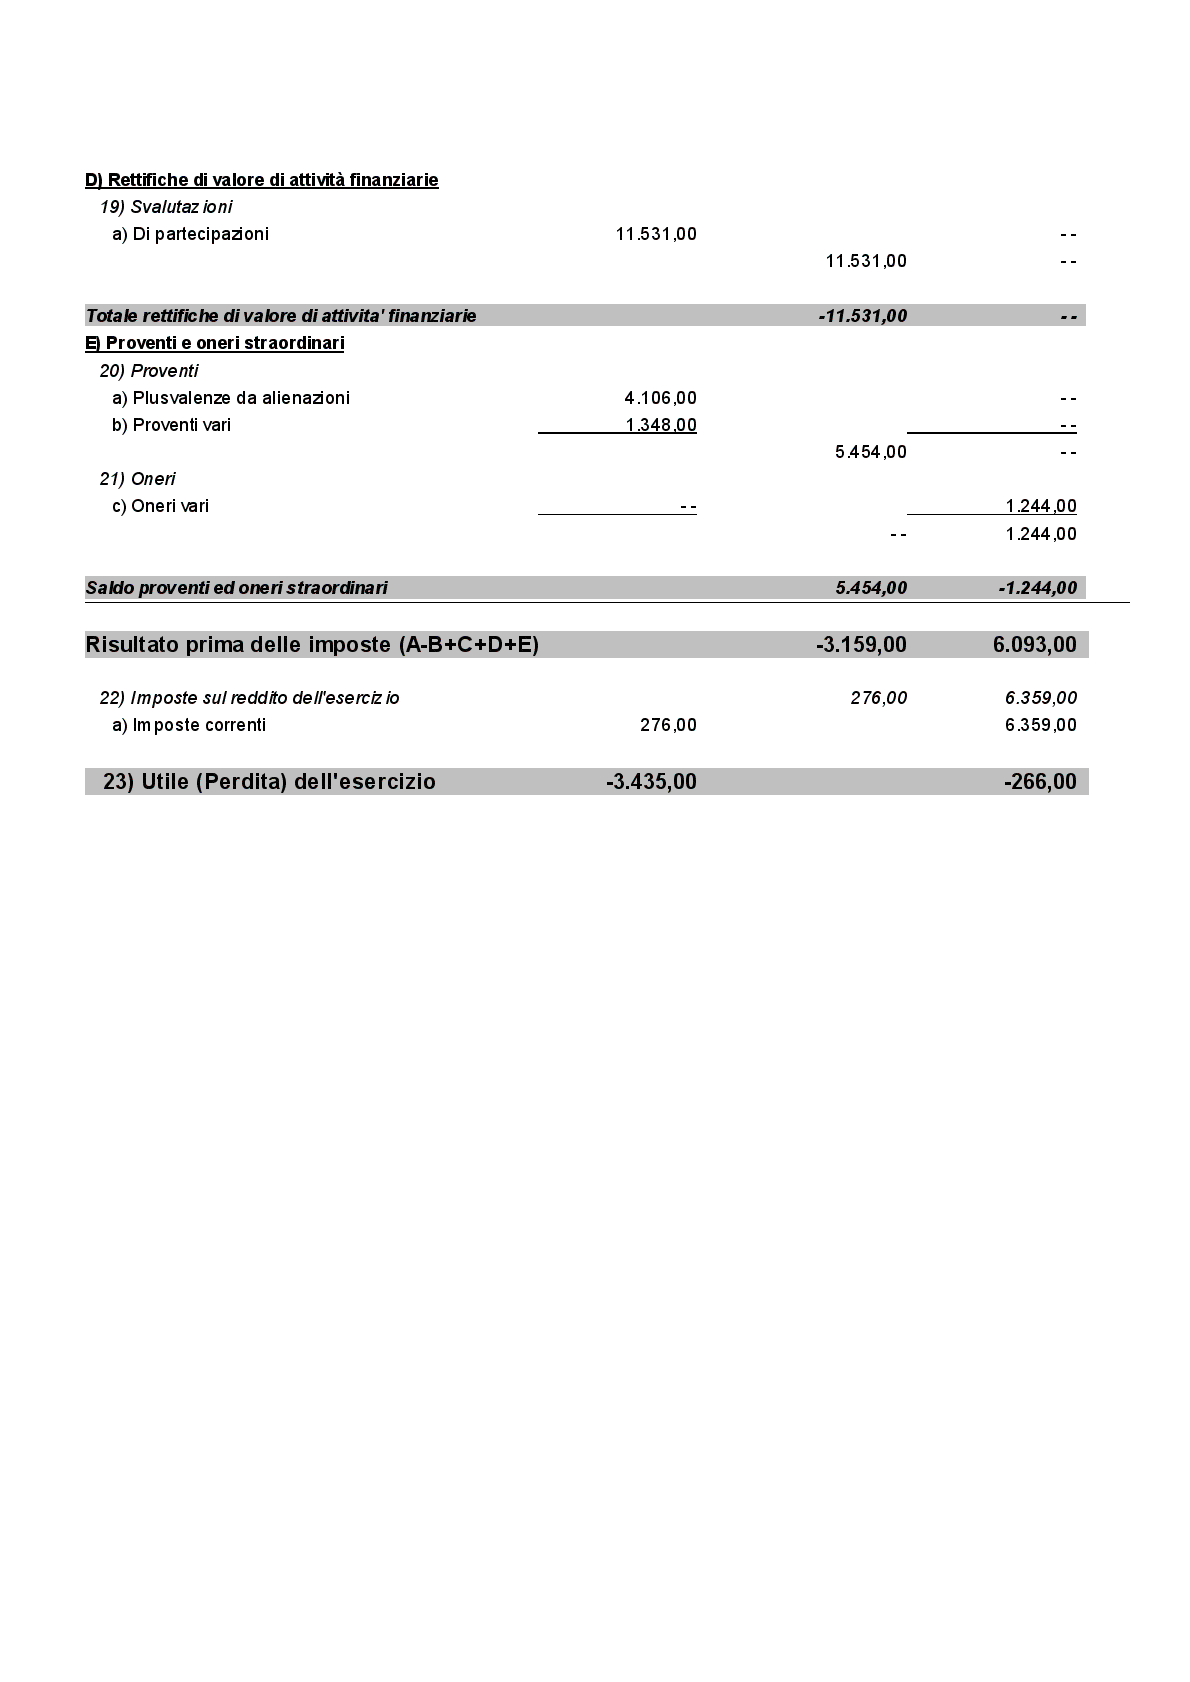 D) Rettifiche di valore di attività finanziarie
19) Svalutazioni
a) Di partecipazioni 11.531,00 - -
11.531,00 - -
Totale rettifiche di valore di attivita' finanziarie -11.531,00 - -
E) Proventi e oneri straordinari
20) Proventi
a) Plusvalenze da alienazioni 4.106,00 - -
b) Proventi vari 1.348,00 - -
5.454,00 - -
21) Oneri
c) Oneri vari - - 1.244,00
- - 1.244,00
Saldo proventi ed oneri straordinari 5.454,00 -1.244,00
Risultato prima delle imposte (A-B+C+D+E) -3.159,00 6.093,00
22) Imposte sul reddito dell'esercizio 276,00 6.359,00
a) Imposte correnti 276,00 6.359,00
23) Utile (Perdita) dell'esercizio -3.435,00 -266,00